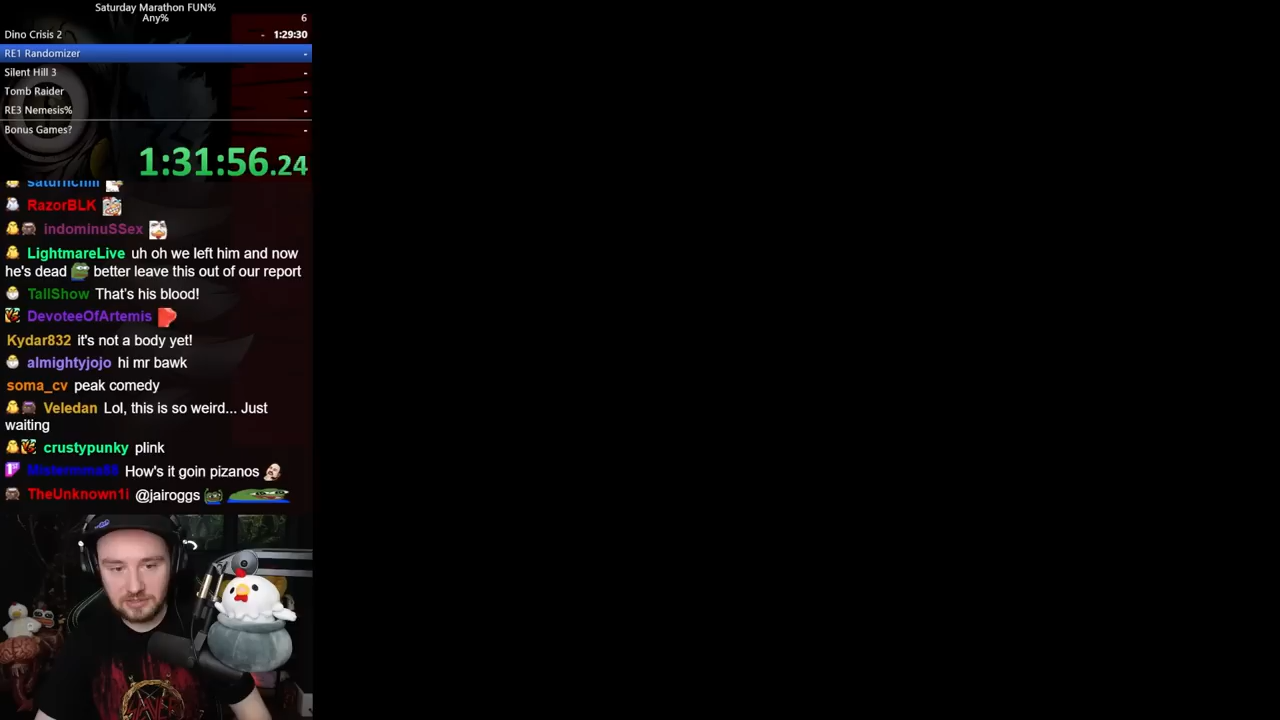 Saturday Marathon FUN%
Any%
6
Dino Crisis 2 - 1:29:30
RE1 Randomizer -
Silent Hill 3 -
Tomb Raider -
RE3 Nemesis% -
Bonus Games? -
1:31:56.24
saturnchill
RazorBLK
indominuSSex
LightmareLive uh oh we left him and now
he's dead better leave this out of our report
TallShow That's his blood!
DevoteeOfArtemis
Kydar832 it's not a body yet!
almightyjojo hi mr bawk
soma_cv peak comedy
Veledan Lol, this is so weird... Just
waiting
crustypunky plink
How's it goin pizanos
TheUnknown1i @jairoggs